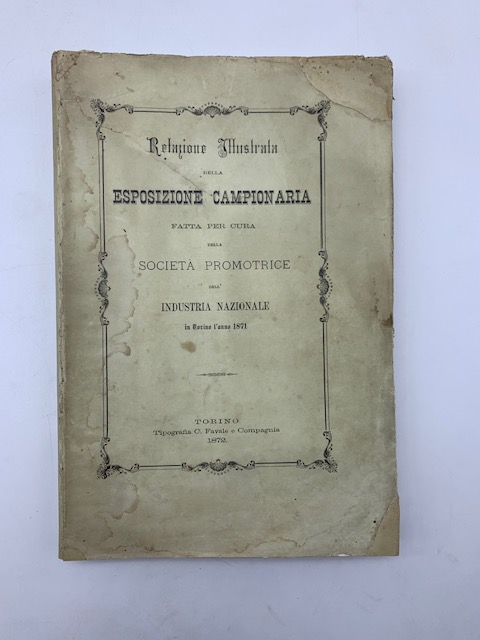 Relazione Illustrata
DELLA
ESPOSIZIONE CAMPIONARIA
FATTA PER CURA
DELLA
SOCIETÀ PROMOTRICE
DELL'
INDUSTRIA NAZIONALE
in Torino l'anno 1871
TORINO
Tipografia C. Favale e Compagnia
1872.